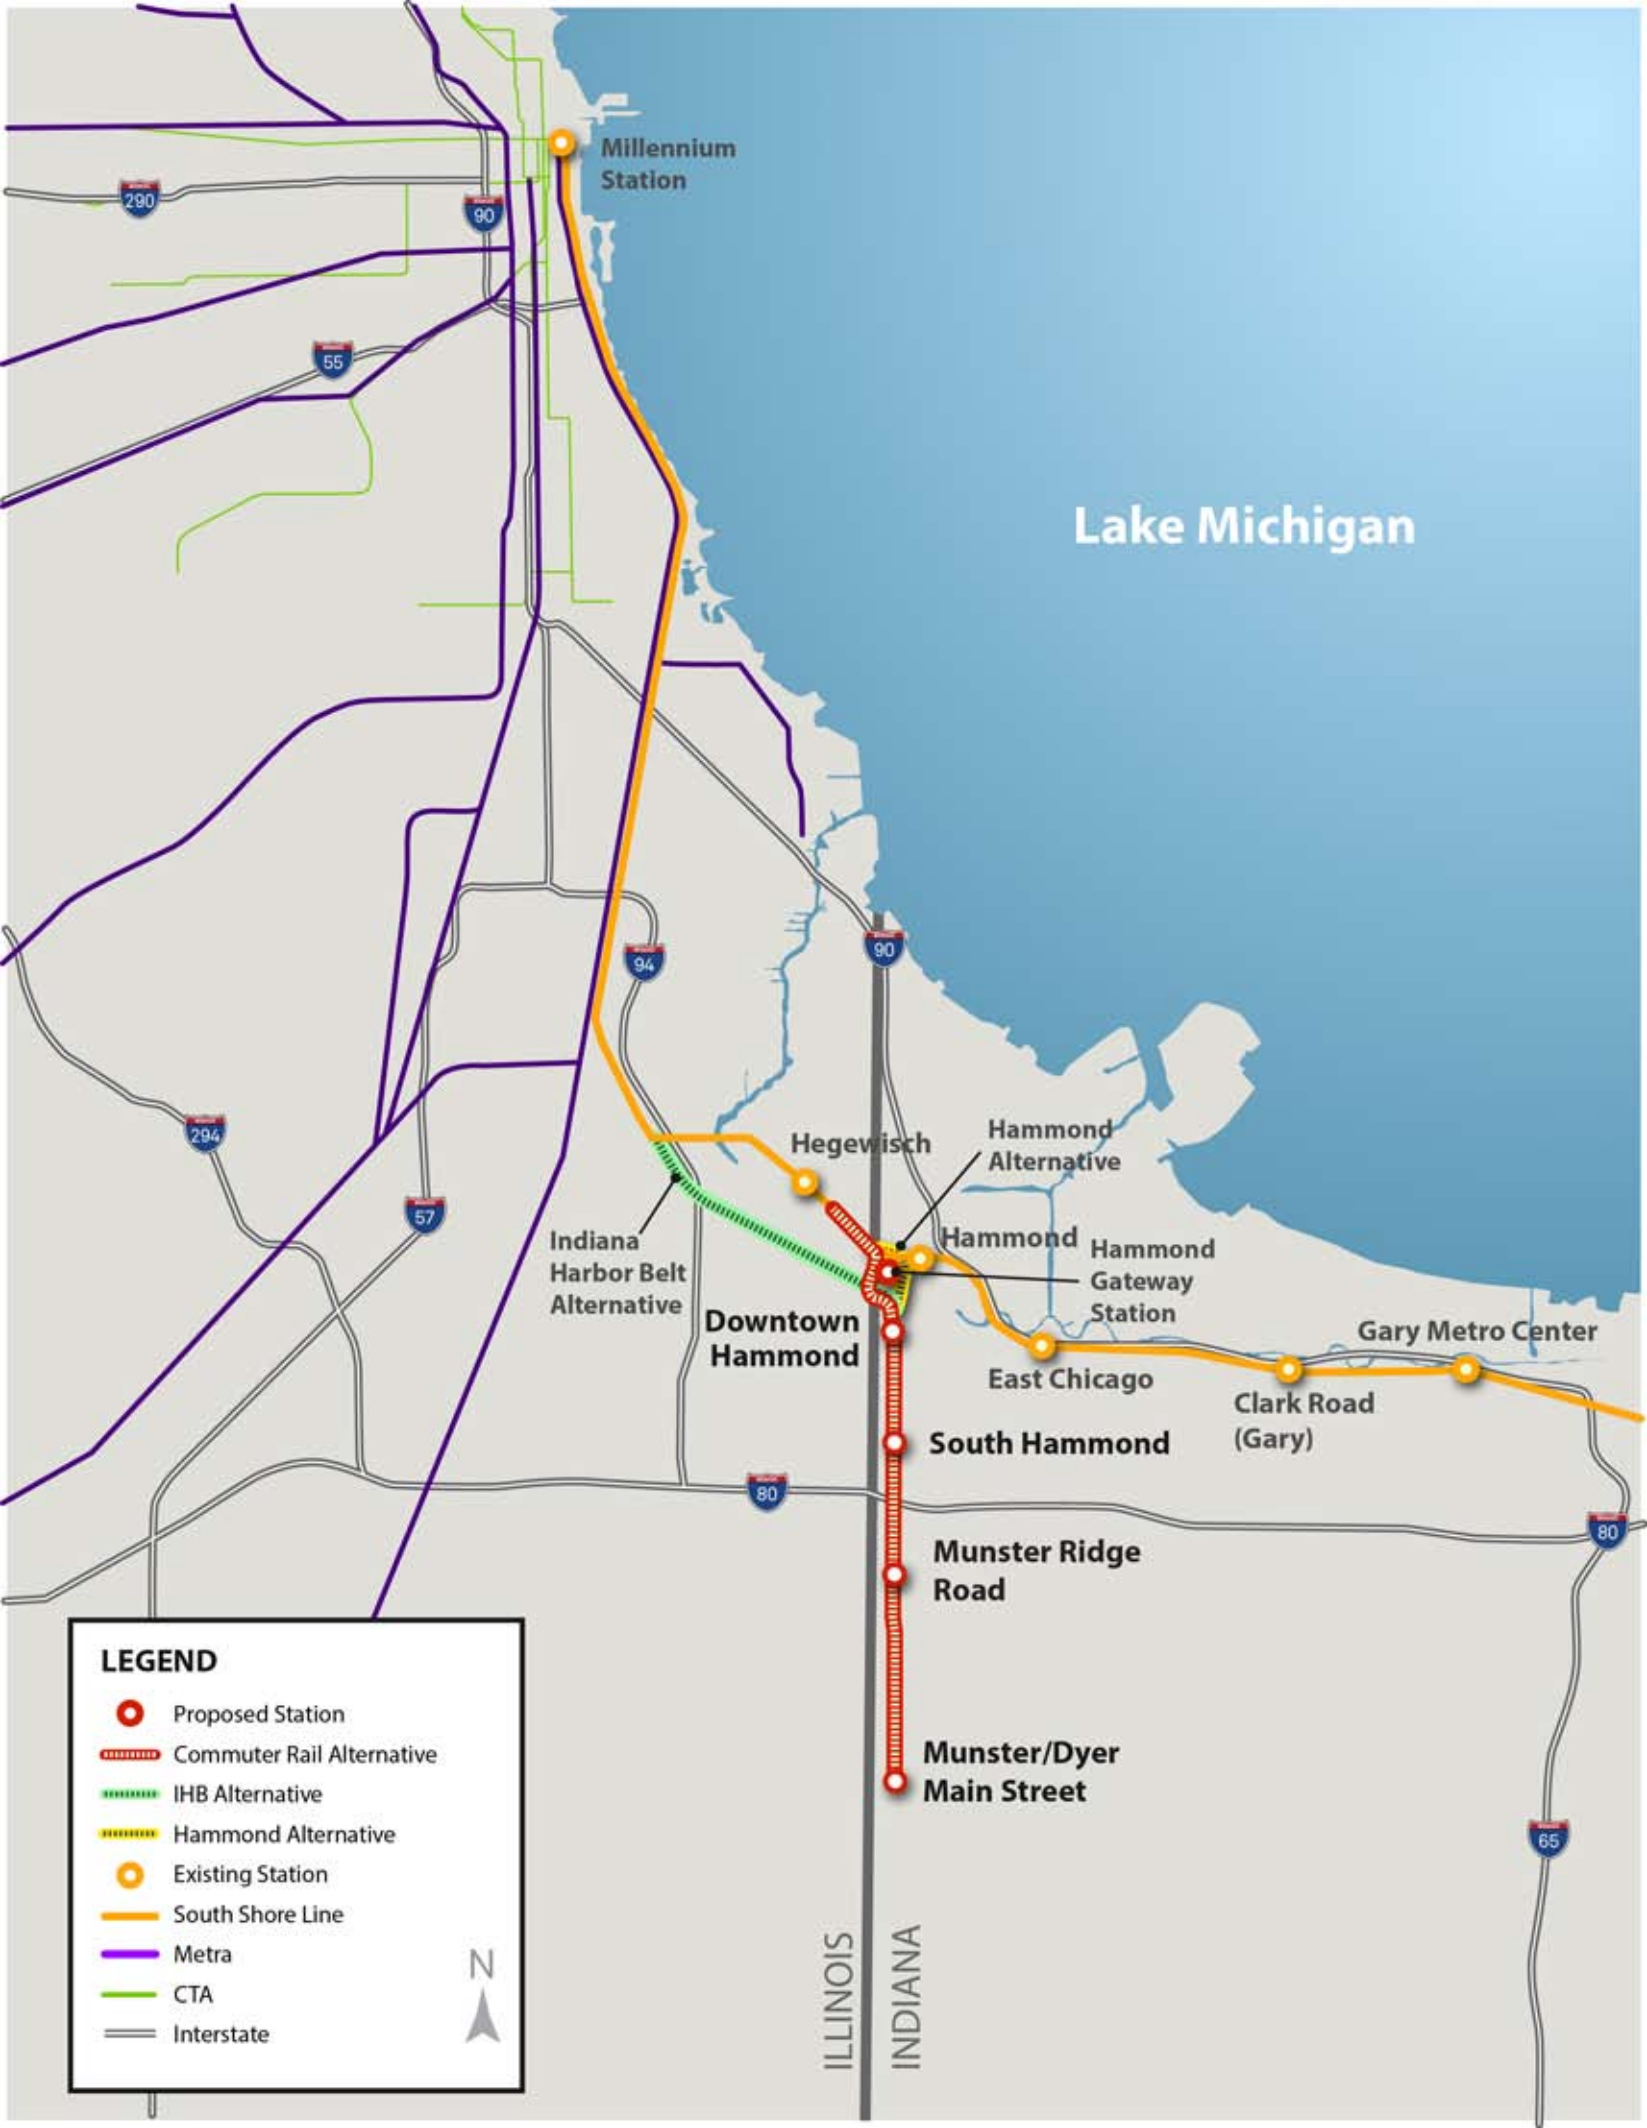 Millennium
Station
290
90
55
Lake Michigan
90
94
294
Hegewisch
Hammond
Alternative
57
Indiana
Harbor Belt
Alternative
Hammond
Hammond
Gateway
Station
Downtown
Hammond
Gary Metro Center
East Chicago
Clark Road
(Gary)
South Hammond
80
80
Munster Ridge
Road
Munster/Dyer
Main Street
65
LEGEND
Proposed Station
Commuter Rail Alternative
IHB Alternative
Hammond Alternative
Existing Station
South Shore Line
Metra
CTA
Interstate
N
ILLINOIS
INDIANA